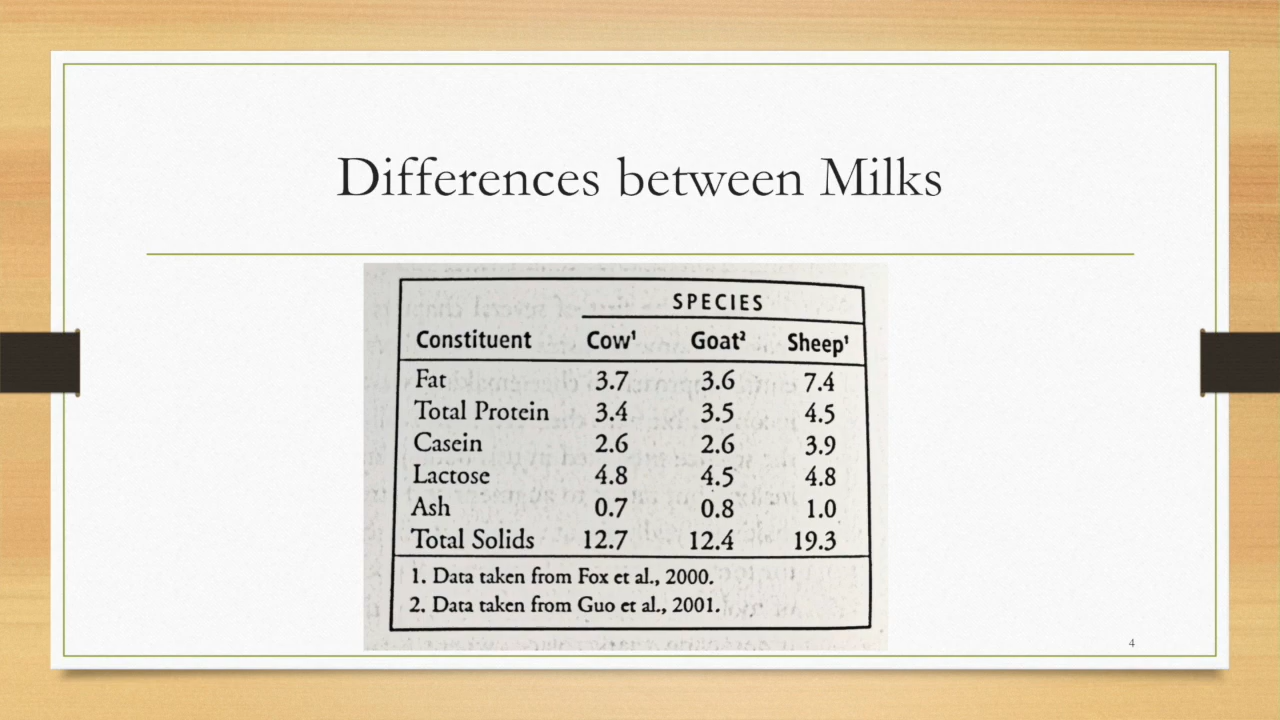 Differences between Milks
SPECIES
Constituent Cow¹ Goat² Sheep¹
Fat 3.7 3.6 7.4
Total Protein 3.4 3.5 4.5
Casein 2.6 2.6 3.9
Lactose 4.8 4.5 4.8
Ash 0.7 0.8 1.0
Total Solids 12.7 12.4 19.3
1. Data taken from Fox et al., 2000.
2. Data taken from Guo et al., 2001.
4